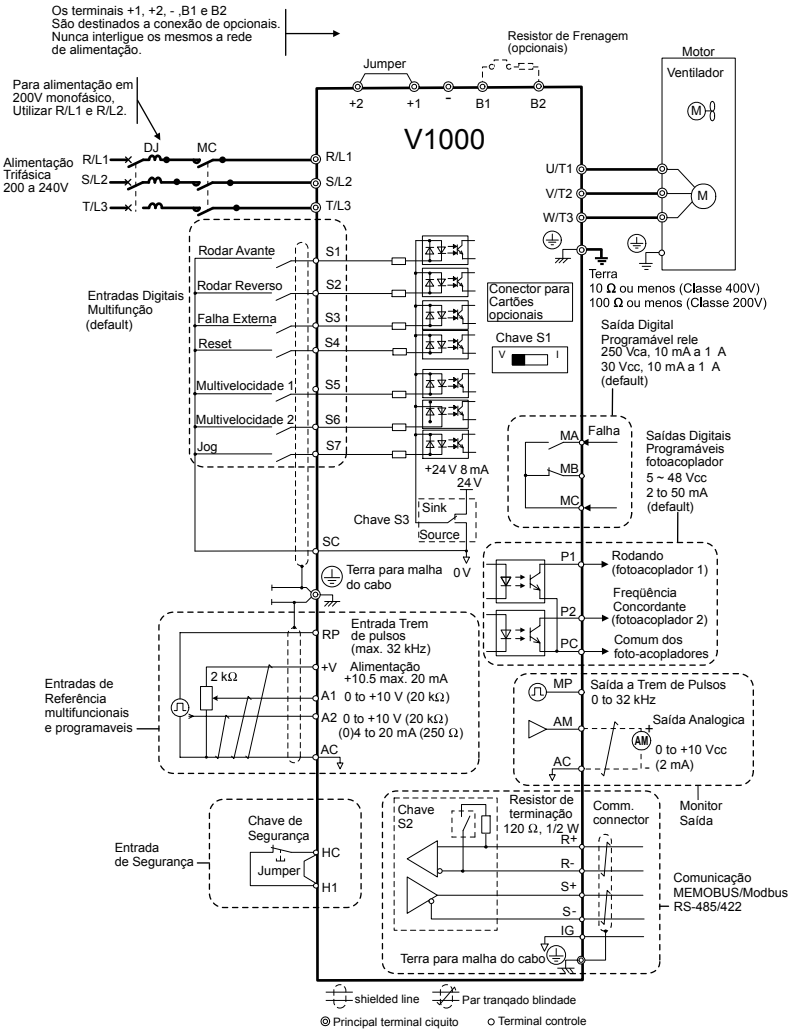 Os terminais +1, +2, - ,B1 e B2
São destinados a conexão de opcionais.
Nunca interligue os mesmos a rede
de alimentação.
Resistor de Frenagem
(opcionais)
Jumper
+2
+1
-
B1
B2
Motor
Ventilador
M
Para alimentação em
200V monofásico,
Utilizar R/L1 e R/L2.
V1000
DJ
MC
Alimentação
Trifásica
200 a 240V
R/L1
S/L2
T/L3
R/L1
S/L2
T/L3
U/T1
V/T2
W/T3
M
Terra
10 Ω ou menos (Classe 400V)
100 Ω ou menos (Classe 200V)
Entradas Digitais
Multifunção
(default)
Rodar Avante
S1
Rodar Reverso
S2
Falha Externa
S3
Reset
S4
Multivelocidade 1
S5
Multivelocidade 2
S6
Jog
S7
Conector para
Cartões
opcionais
Chave S1
V
I
Saída Digital
Programável rele
250 Vca, 10 mA a 1 A
30 Vcc, 10 mA a 1 A
(default)
MA
Falha
MB
MC
+24 V 8 mA
24 V
Sink
Chave S3
Source
SC
0 V
Saídas Digitais
Programáveis
fotoacoplador
5 ~ 48 Vcc
2 to 50 mA
(default)
Terra para malha
do cabo
P1
Rodando
(fotoacoplador 1)
P2
Freqüência
Concordante
(fotoacoplador 2)
PC
Comum dos
foto-acopladores
Entradas de
Referência
multifuncionais
e programaveis
RP
Entrada Trem
de pulsos
(max. 32 kHz)
2 kΩ
+V
Alimentação
+10.5 max. 20 mA
A1
0 to +10 V (20 kΩ)
A2
0 to +10 V (20 kΩ)
(0)4 to 20 mA (250 Ω)
AC
MP
Saída a Trem de Pulsos
0 to 32 kHz
AM
Saída Analogica
+
AM
0 to +10 Vcc
(2 mA)
AC
-
Monitor
Saída
Entrada
de Segurança
Chave de
Segurança
HC
Jumper
H1
Chave
S2
Resistor de
terminação
120 Ω, 1/2 W
Comm.
connector
R+
R-
S+
S-
IG
Terra para malha do cabo
Comunicação
MEMOBUS/Modbus
RS-485/422
shielded line
Par tranqado blindade
Principal terminal ciquito
Terminal controle